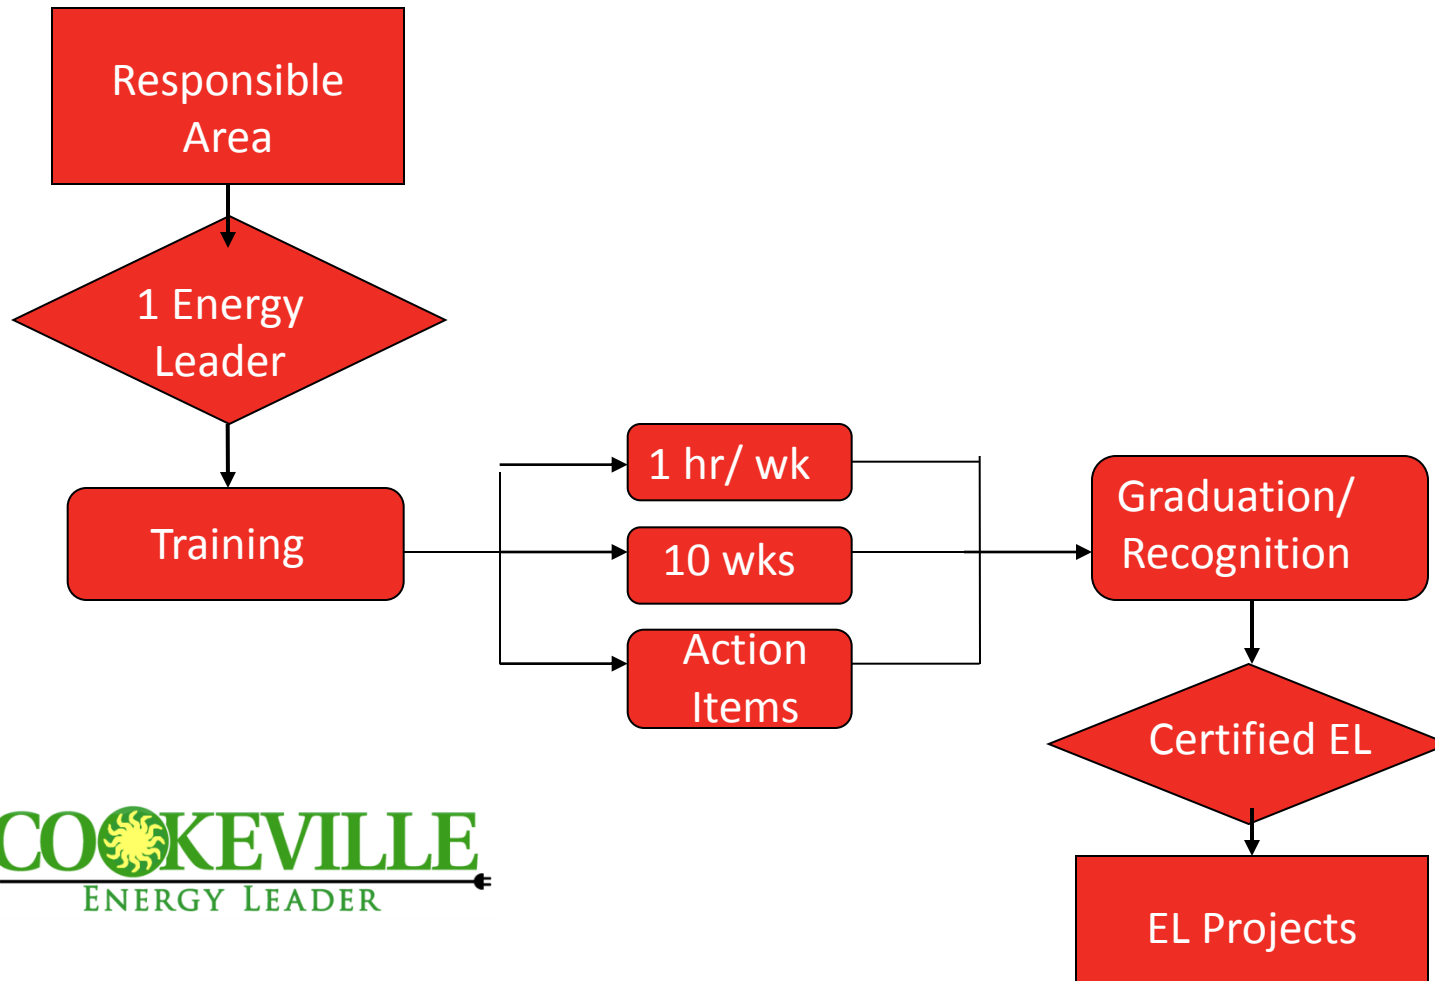 Responsible
Area
1 Energy
Leader
Training
1 hr/ wk
10 wks
Action
Items
Graduation/
Recognition
Certified EL
EL Projects
COOKEVILLE
ENERGY LEADER